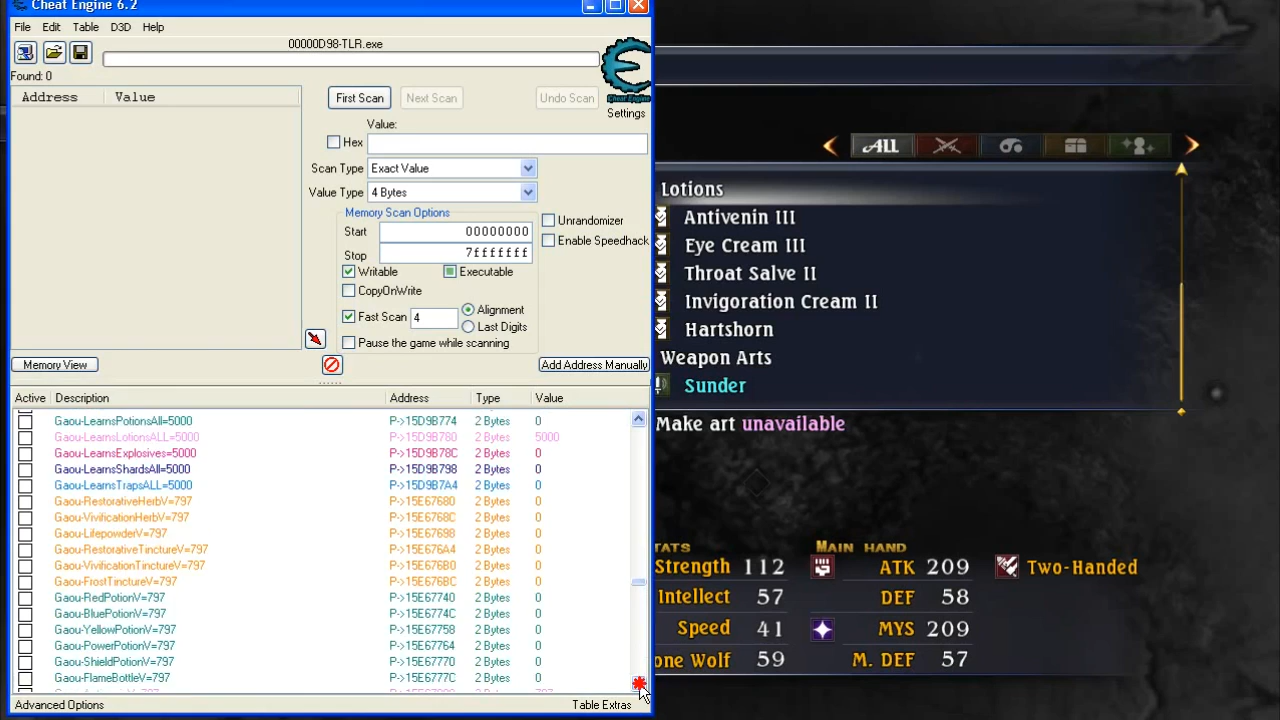 Cheat Engine 6.2
File Edit Table D3D Help
00000D98-TLR.exe
Found: 0
Address Value
First Scan Next Scan Undo Scan
Cheat Engine
Settings
Value:
Hex
Scan Type Exact Value
Value Type 4 Bytes
Memory Scan Options
Start 00000000
Stop 7fffffff
Unrandomizer
Enable Speedhack
Writable Executable
CopyOnWrite
Fast Scan 4 Alignment
Last Digits
Pause the game while scanning
Memory View Add Address Manually
Active Description Address Type Value
Gaou-LearnsPotionsAll=5000 P->15D9B774 2 Bytes 0
Gaou-LearnsLotionsALL=5000 P->15D9B780 2 Bytes 5000
Gaou-LearnsExplosives=5000 P->15D9B78C 2 Bytes 0
Gaou-LearnsShardsAll=5000 P->15D9B798 2 Bytes 0
Gaou-LearnsTrapsALL=5000 P->15D9B7A4 2 Bytes 0
Gaou-RestorativeHerbV=797 P->15E67680 2 Bytes 0
Gaou-VivificationHerbV=797 P->15E6768C 2 Bytes 0
Gaou-LifepowderV=797 P->15E67698 2 Bytes 0
Gaou-RestorativeTinctureV=797 P->15E676A4 2 Bytes 0
Gaou-VivificationTinctureV=797 P->15E676B0 2 Bytes 0
Gaou-FrostTinctureV=797 P->15E676BC 2 Bytes 0
Gaou-RedPotionV=797 P->15E67740 2 Bytes 0
Gaou-BluePotionV=797 P->15E6774C 2 Bytes 0
Gaou-YellowPotionV=797 P->15E67758 2 Bytes 0
Gaou-PowerPotionV=797 P->15E67764 2 Bytes 0
Gaou-ShieldPotionV=797 P->15E67770 2 Bytes 0
Gaou-FlameBottleV=797 P->15E6777C 2 Bytes 0
Advanced Options Table Extras
ALL
Lotions
Antivenin III
Eye Cream III
Throat Salve II
Invigoration Cream II
Hartshorn
Weapon Arts
Sunder
Make art unavailable
TATS MAIN HAND
Strength 112 ATK 209 Two-Handed
Intellect 57 DEF 58
Speed 41 MYS 209
one Wolf 59 M. DEF 57